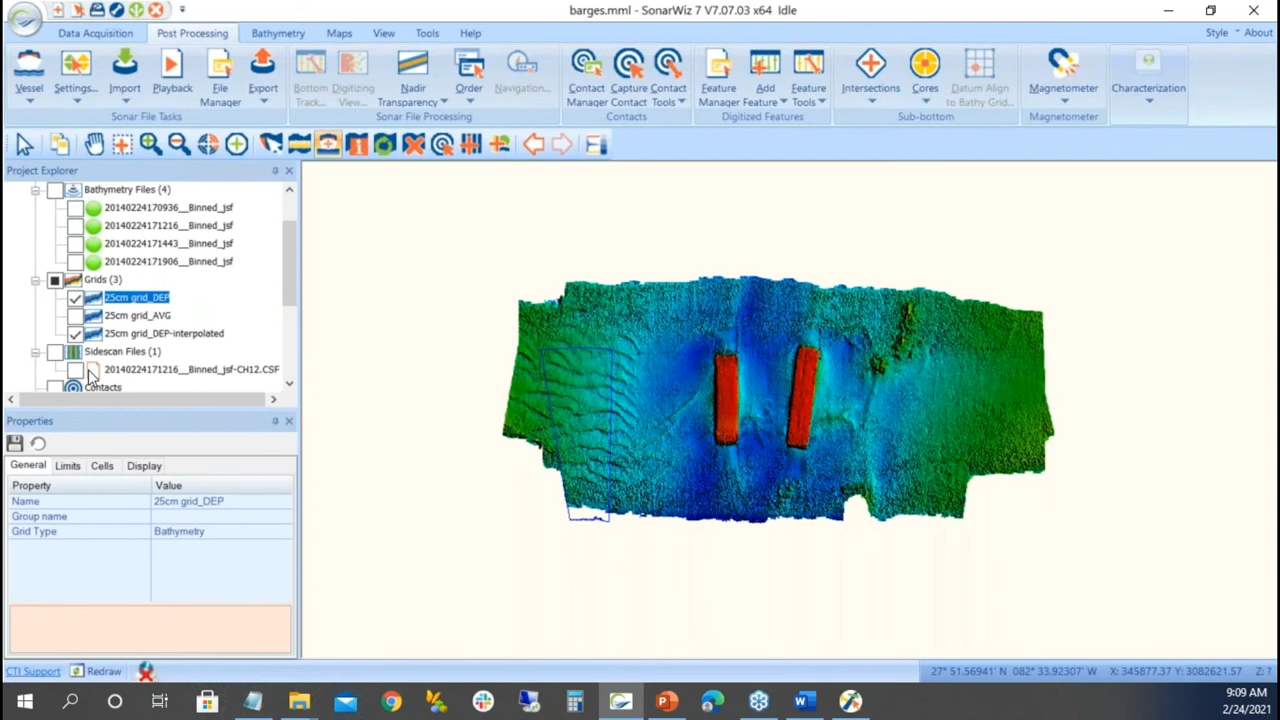 barges.mml - SonarWiz 7 V7.07.03 x64 Idle
Data Acquisition Post Processing Bathymetry Maps View Tools Help Style About
Vessel Settings... Import Playback File Manager Export
Sonar File Tasks
Bottom Track... Digitizing View... Nadir Transparency Order Navigation...
Sonar File Processing
Contact Manager Capture Contact Contact Tools
Contacts
Feature Manager Add Feature Feature Tools
Digitized Features
Intersections Cores Datum Align to Bathy Grid...
Sub-bottom
Magnetometer
Magnetometer
Characterization
Project Explorer
Bathymetry Files (4)
20140224170936__Binned_jsf
20140224171216__Binned_jsf
20140224171443__Binned_jsf
20140224171906__Binned_jsf
Grids (3)
25cm grid_DEP
25cm grid_AVG
25cm grid_DEP-interpolated
Sidescan Files (1)
20140224171216__Binned_jsf-CH12.CSF
Contacts
Properties
General Limits Cells Display
Property Value
Name 25cm grid_DEP
Group name
Grid Type Bathymetry
CTI Support Redraw
27° 51.56941' N 082° 33.92307' W X: 345877.37 Y: 3082621.57 Z: ?
9:09 AM
2/24/2021